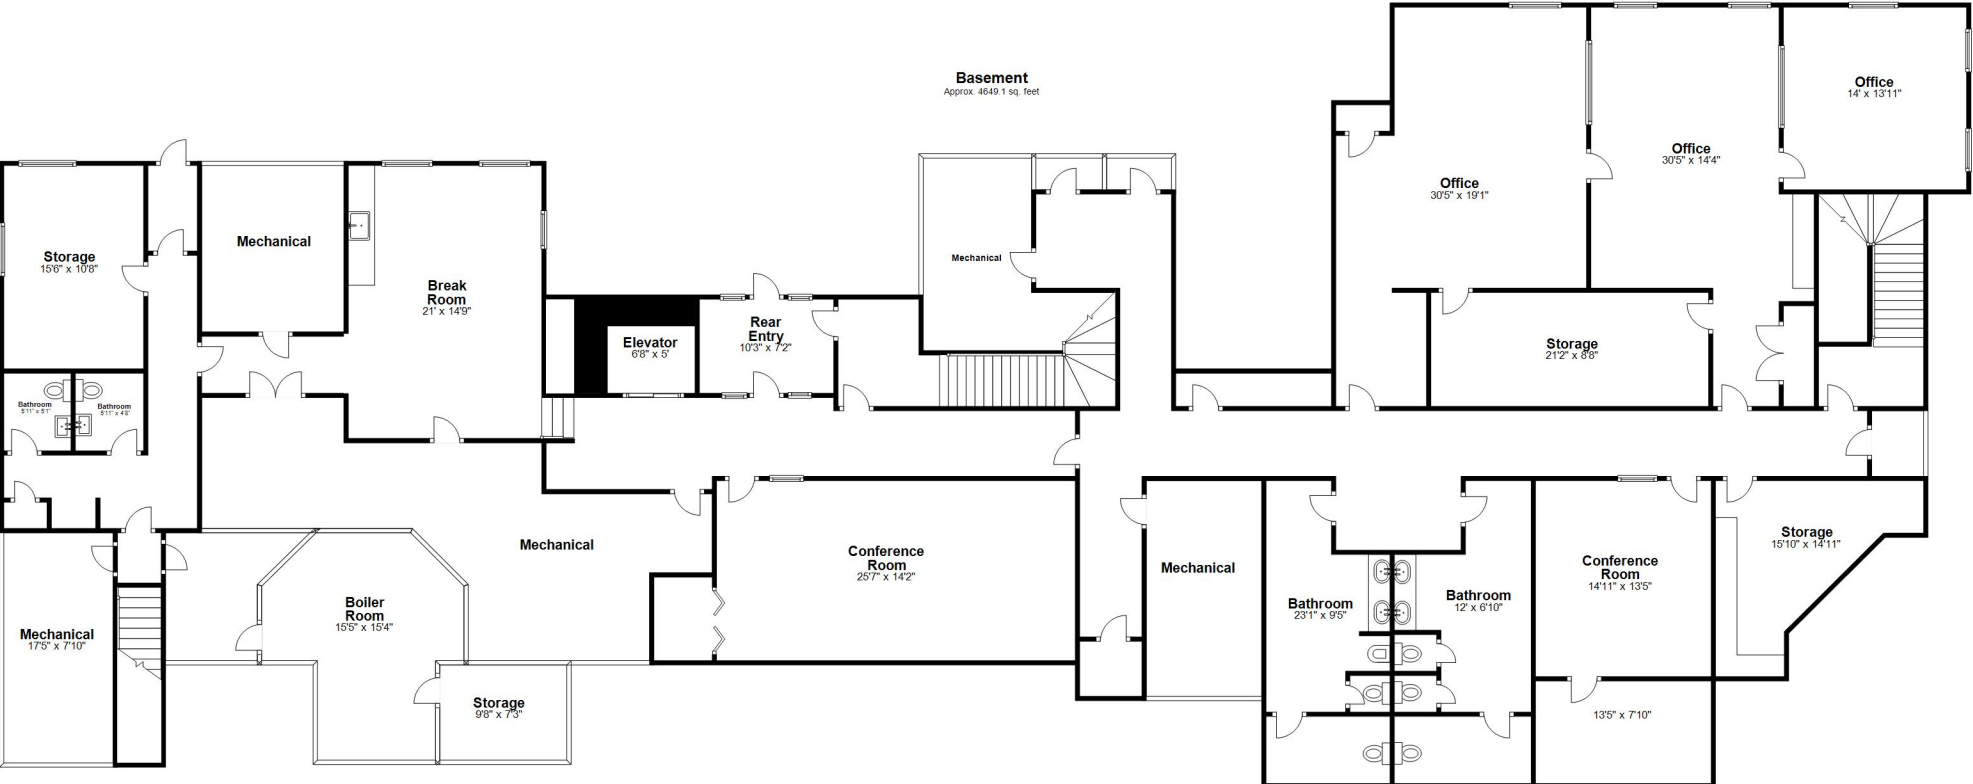 Basement
Approx. 4649.1 sq. feet
Office
14' x 13'11"
Office
30'5" x 14'4"
Office
30'5" x 19'1"
Storage
15'6" x 10'8"
Mechanical
Break
Room
21' x 14'9"
Mechanical
Rear
Entry
10'3" x 7'2"
Elevator
6'8" x 5'
Storage
21'2" x 8'8"
Bathroom
5'11" x 5'1"
Bathroom
5'11" x 4'8"
Mechanical
Conference
Room
25'7" x 14'2"
Mechanical
Conference
Room
14'11" x 13'5"
Storage
15'10" x 14'11"
Boiler
Room
15'5" x 15'4"
Bathroom
23'1" x 9'5"
Bathroom
12' x 6'10"
Mechanical
17'5" x 7'10"
Storage
9'8" x 7'3"
13'5" x 7'10"